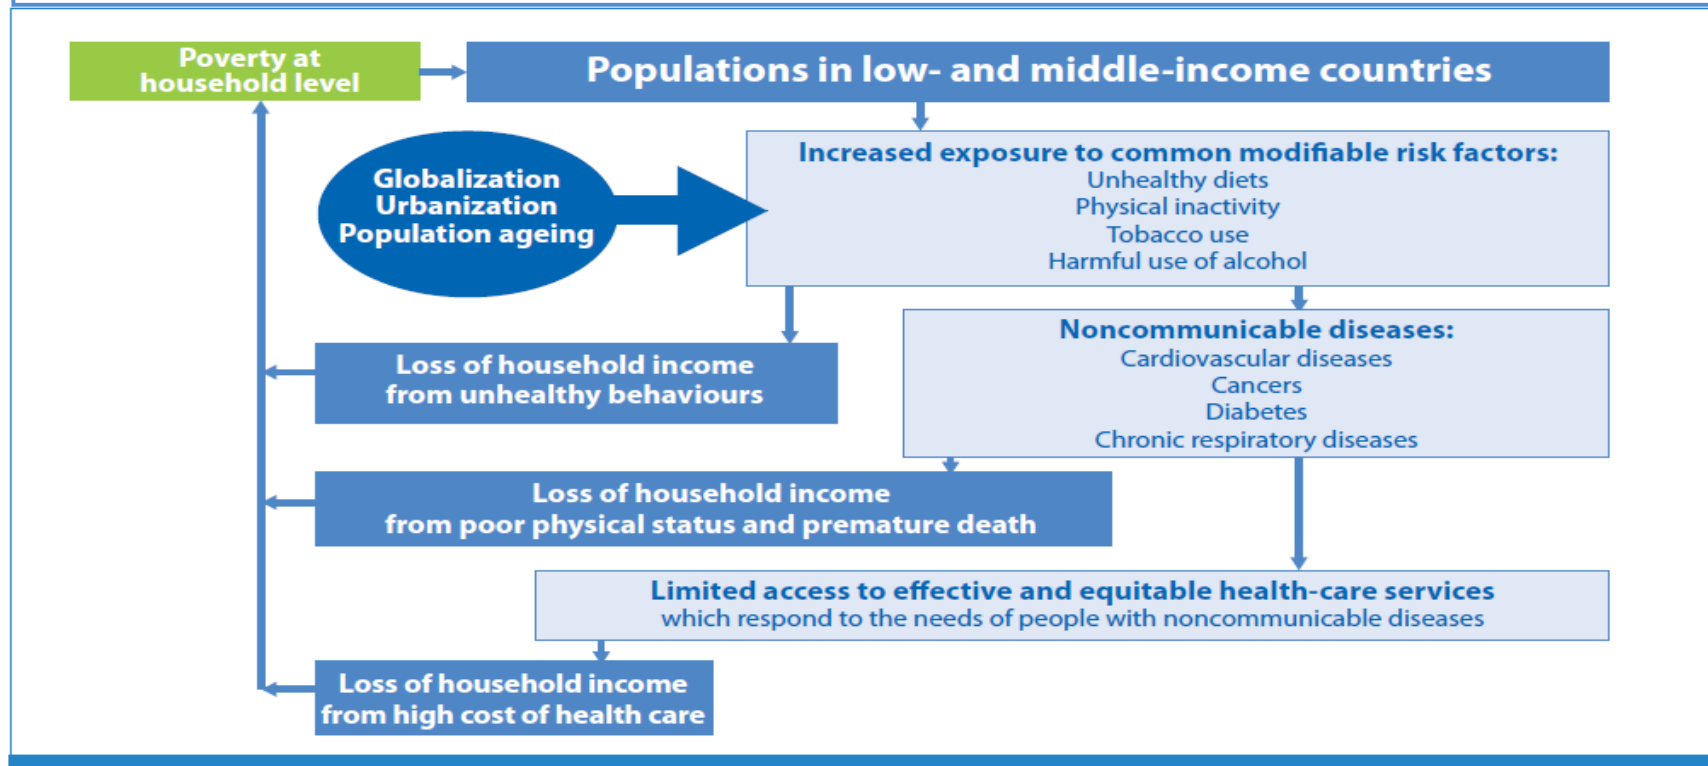 Poverty at
household level
Populations in low- and middle-income countries
Globalization
Urbanization
Population ageing
Increased exposure to common modifiable risk factors:
Unhealthy diets
Physical inactivity
Tobacco use
Harmful use of alcohol
Noncommunicable diseases:
Cardiovascular diseases
Cancers
Diabetes
Chronic respiratory diseases
Loss of household income
from unhealthy behaviours
Loss of household income
from poor physical status and premature death
Limited access to effective and equitable health-care services
which respond to the needs of people with noncommunicable diseases
Loss of household income
from high cost of health care